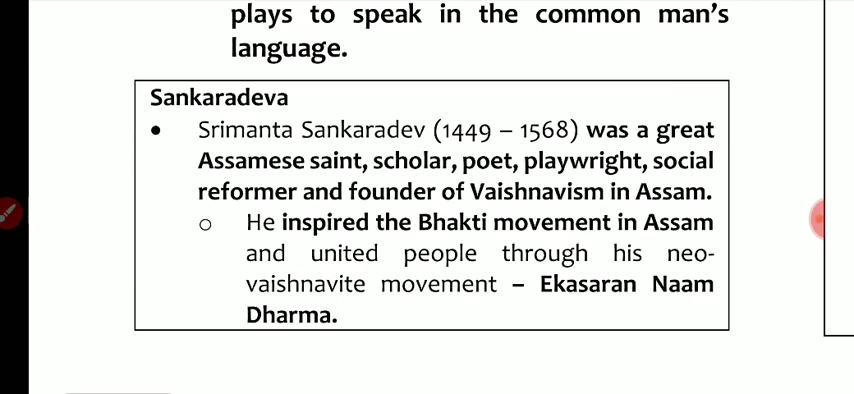 plays to speak in the common man's
language.
Sankaradeva
• Srimanta Sankaradev (1449 – 1568) was a great
Assamese saint, scholar, poet, playwright, social
reformer and founder of Vaishnavism in Assam.
o He inspired the Bhakti movement in Assam
and united people through his neo-
vaishnavite movement – Ekasaran Naam
Dharma.